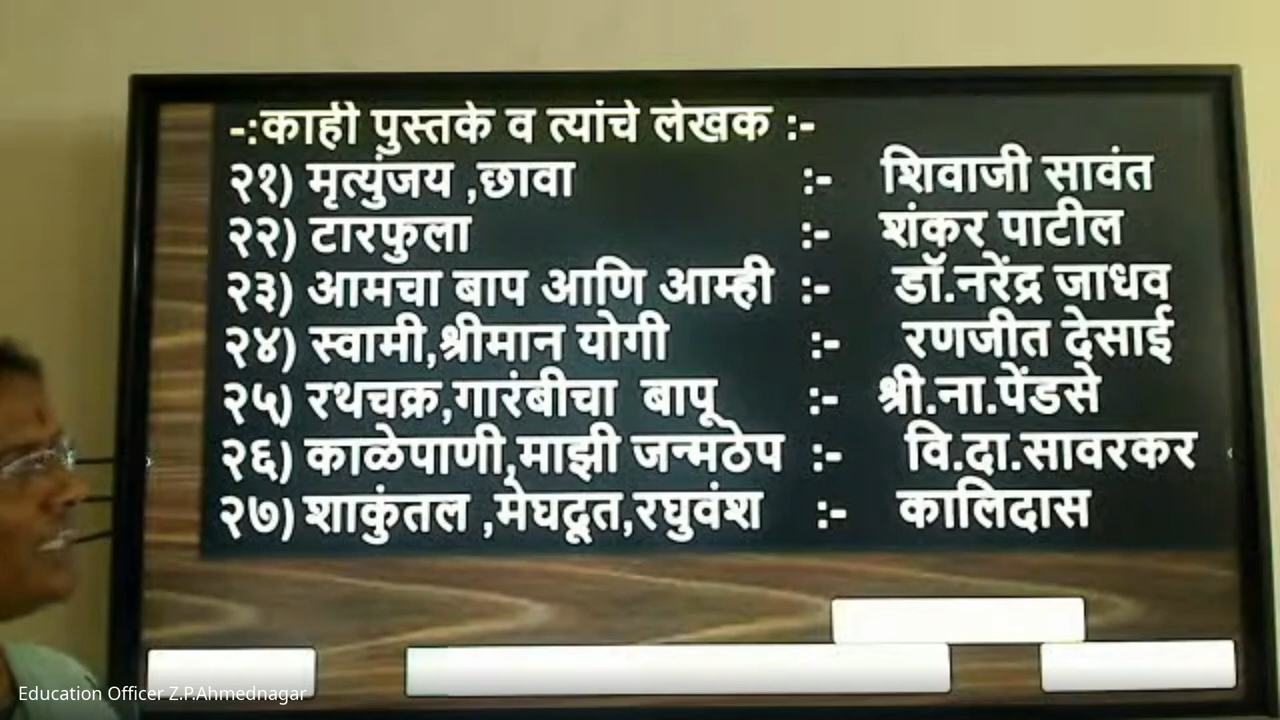 -:काही पुस्तके व त्यांचे लेखक :-
२१) मृत्युंजय ,छावा :- शिवाजी सावंत
२२) टारफुला :- शंकर पाटील
२३) आमचा बाप आणि आम्ही :- डॉ.नरेंद्र जाधव
२४) स्वामी,श्रीमान योगी :- रणजीत देसाई
२५) रथचक्र,गारंबीचा बापू :- श्री.ना.पेंडसे
२६) काळेपाणी,माझी जन्मठेप :- वि.दा.सावरकर
२७) शाकुंतल ,मेघदूत,रघुवंश :- कालिदास
Education Officer Z.P.Ahmednagar